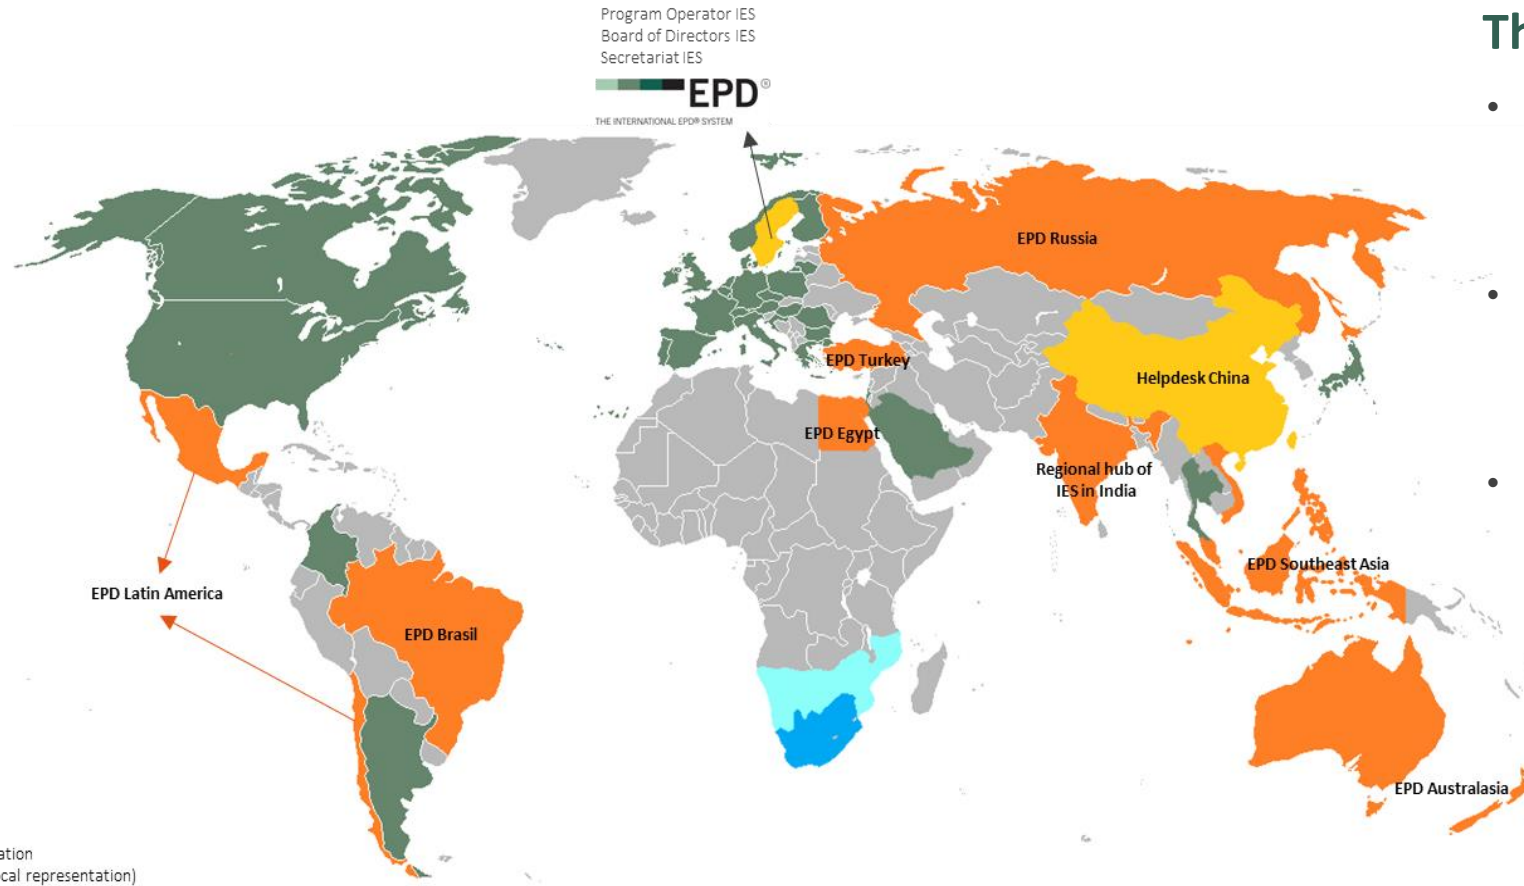 Program Operator IES
Board of Directors IES
Secretariat IES
EPD®
THE INTERNATIONAL EPD® SYSTEM
Th
•
EPD Russia
•
EPD Turkey
Helpdesk China
EPD Egypt
Regional hub of
IES in India
•
EPD Southeast Asia
EPD Latin America
EPD Brasil
EPD Australasia
ation
cal representation)